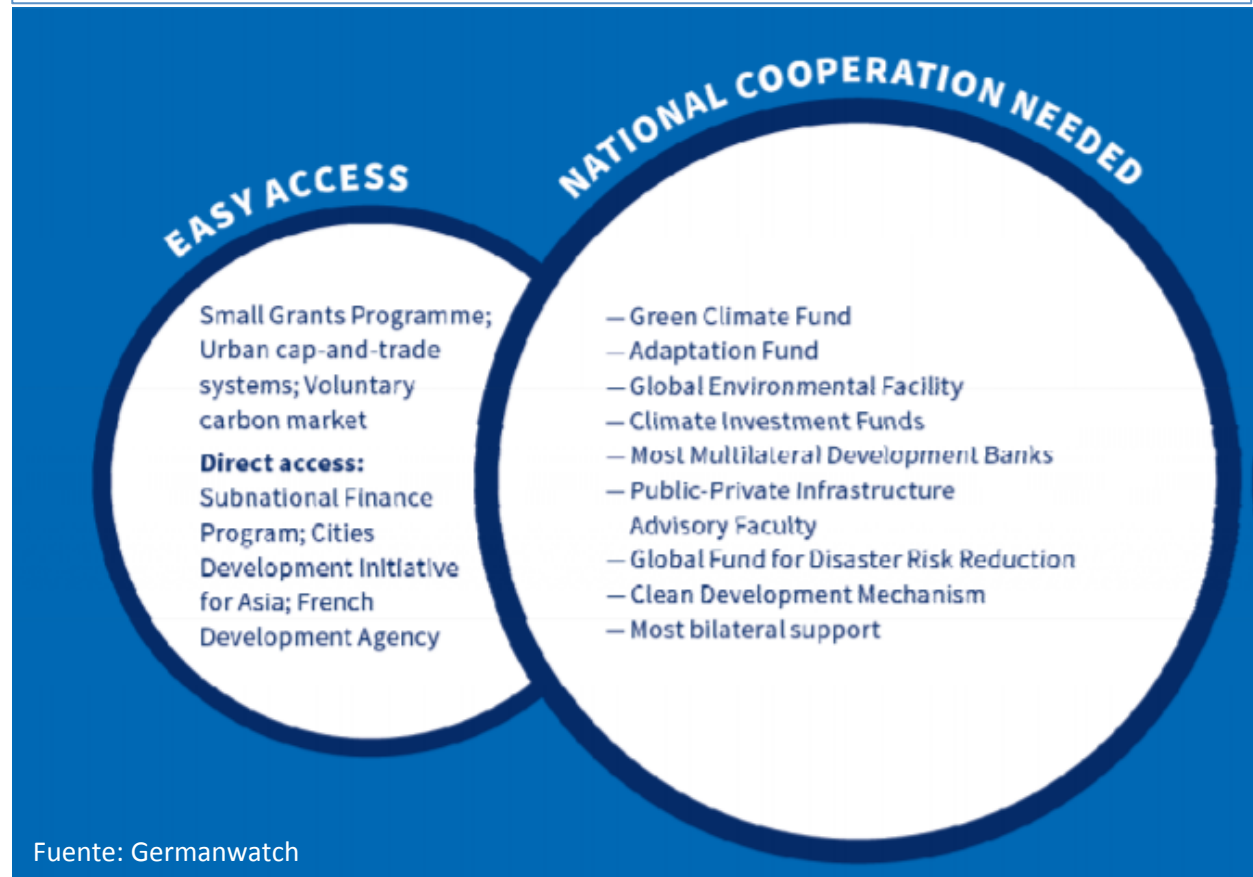 EASY ACCESS
Small Grants Programme;
Urban cap-and-trade
systems; Voluntary
carbon market
Direct access:
Subnational Finance
Program; Cities
Development Initiative
for Asia; French
Development Agency
NATIONAL COOPERATION NEEDED
— Green Climate Fund
— Adaptation Fund
— Global Environmental Facility
— Climate Investment Funds
— Most Multilateral Development Banks
— Public-Private Infrastructure
Advisory Faculty
— Global Fund for Disaster Risk Reduction
— Clean Development Mechanism
— Most bilateral support
Fuente: Germanwatch